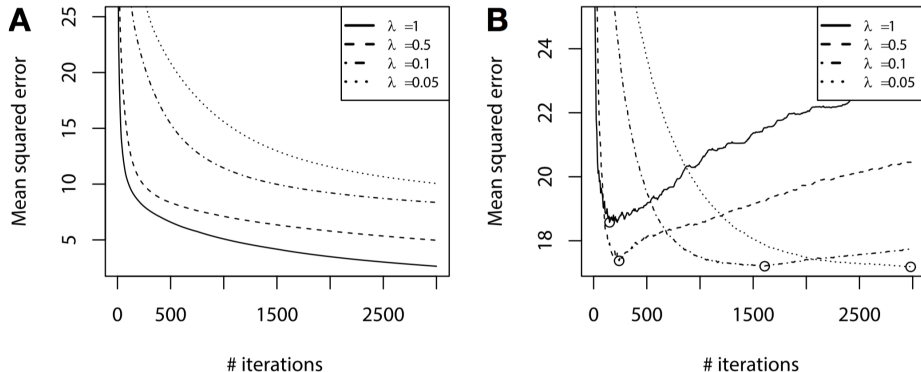 A
Mean squared error
25
20
15
10
5
0 500 1500 2500
# iterations
λ =1
λ =0.5
λ =0.1
λ =0.05
B
Mean squared error
24
22
20
18
0 500 1500 2500
# iterations
λ =1
λ =0.5
λ =0.1
λ =0.05